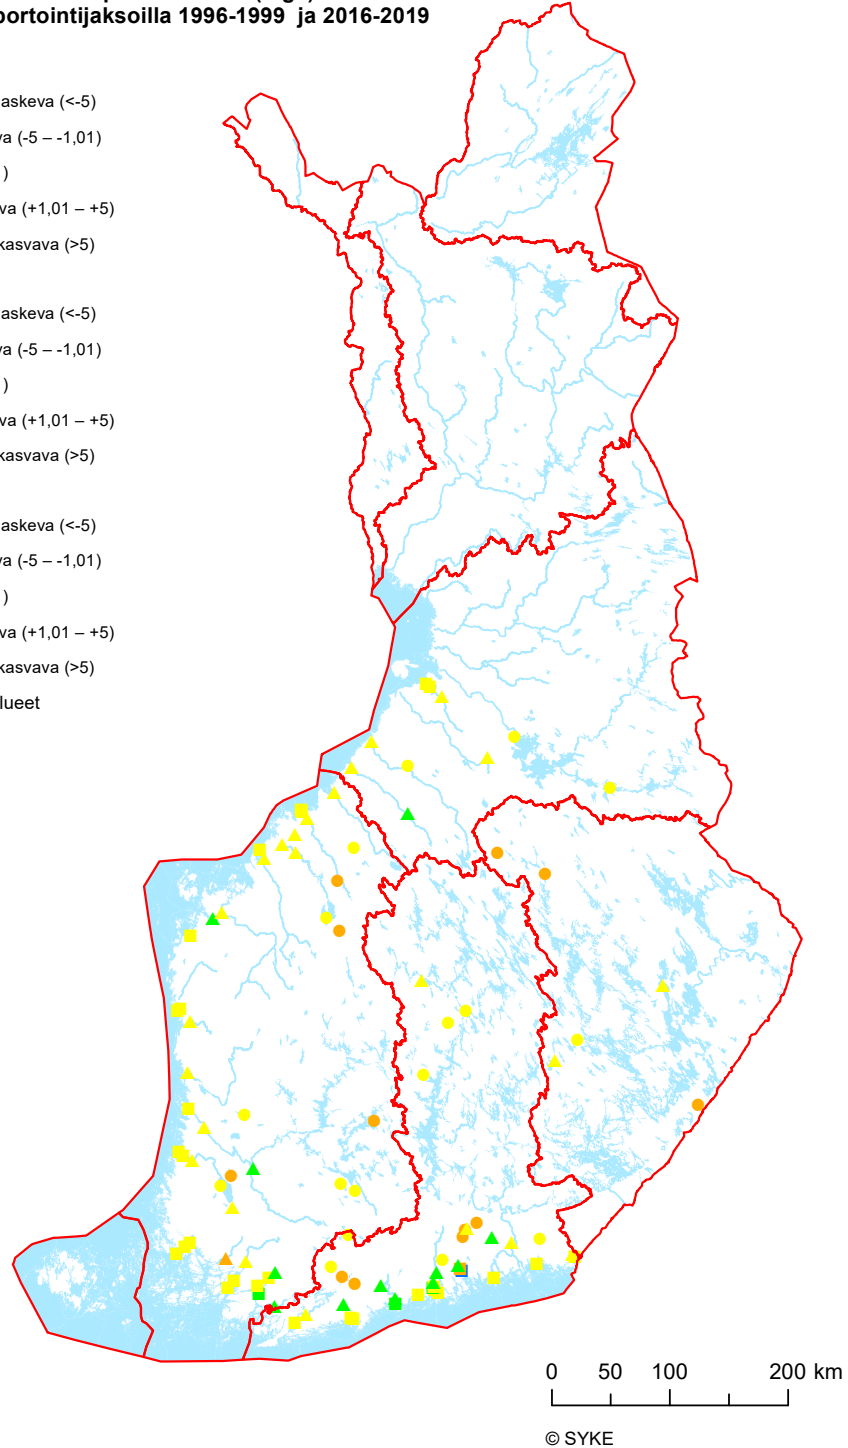 portointijaksoilla 1996-1999 ja 2016-2019
askeva (<-5)
va (-5 – -1,01)
)
va (+1,01 – +5)
kasvava (>5)
askeva (<-5)
va (-5 – -1,01)
)
va (+1,01 – +5)
kasvava (>5)
askeva (<-5)
va (-5 – -1,01)
)
va (+1,01 – +5)
kasvava (>5)
lueet
0 50 100 200 km
© SYKE